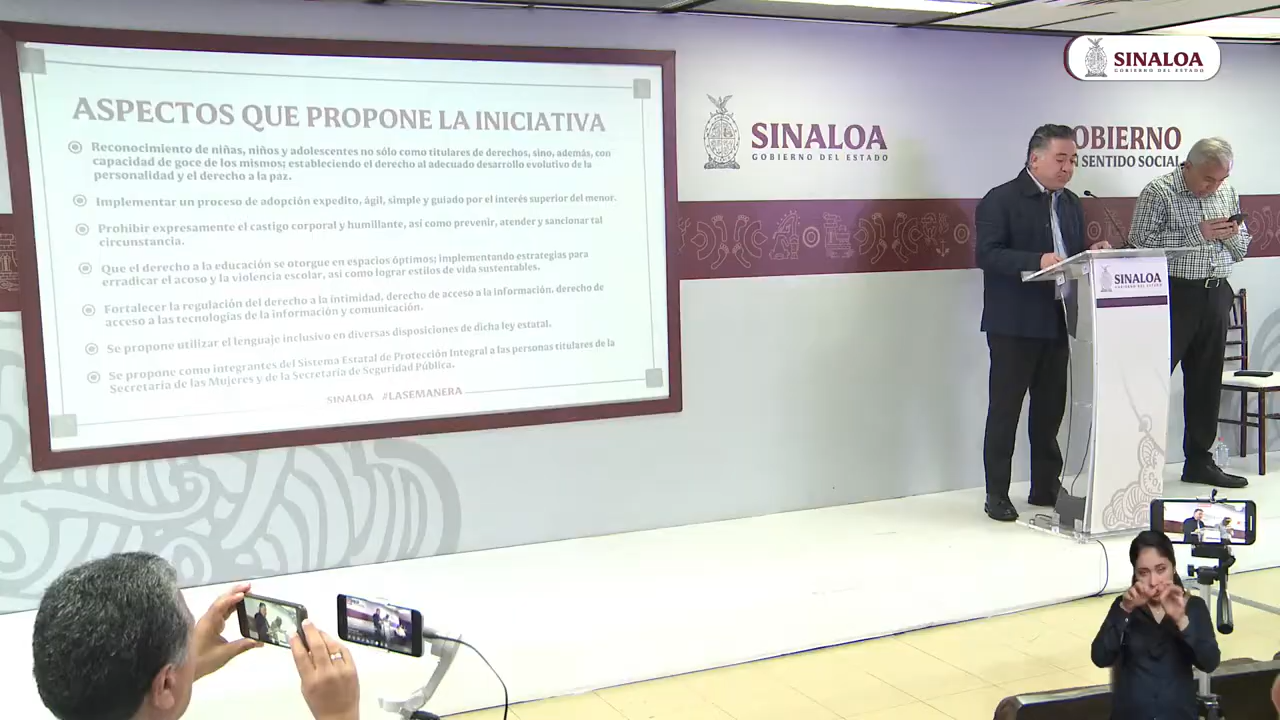 SINALOA
GOBIERNO DEL ESTADO
ASPECTOS QUE PROPONE LA INICIATIVA
Reconocimiento de niñas, niños y adolescentes no sólo como titulares de derechos, sino, además, con
capacidad de goce de los mismos; estableciendo el derecho al adecuado desarrollo evolutivo de la
personalidad y el derecho a la paz.
Implementar un proceso de adopción expedito, ágil, simple y guiado por el interés superior del menor.
Prohibir expresamente el castigo corporal y humillante, así como prevenir, atender y sancionar tal
circunstancia.
Que el derecho a la educación se otorgue en espacios óptimos; implementando estrategias para
erradicar el acoso y la violencia escolar, así como lograr estilos de vida sustentables.
Fortalecer la regulación del derecho a la intimidad, derecho de acceso a la información, derecho de
acceso a las tecnologías de la información y comunicación.
Se propone utilizar el lenguaje inclusivo en diversas disposiciones de dicha ley estatal.
Se propone como integrantes del Sistema Estatal de Protección Integral a las personas titulares de la
Secretaría de las Mujeres y de la Secretaría de Seguridad Pública.
SINALOA #LASEMANERA
SINALOA
GOBIERNO DEL ESTADO
OBIERNO
N SENTIDO SOCIAL
SINALOA
GOBIERNO DEL ESTADO